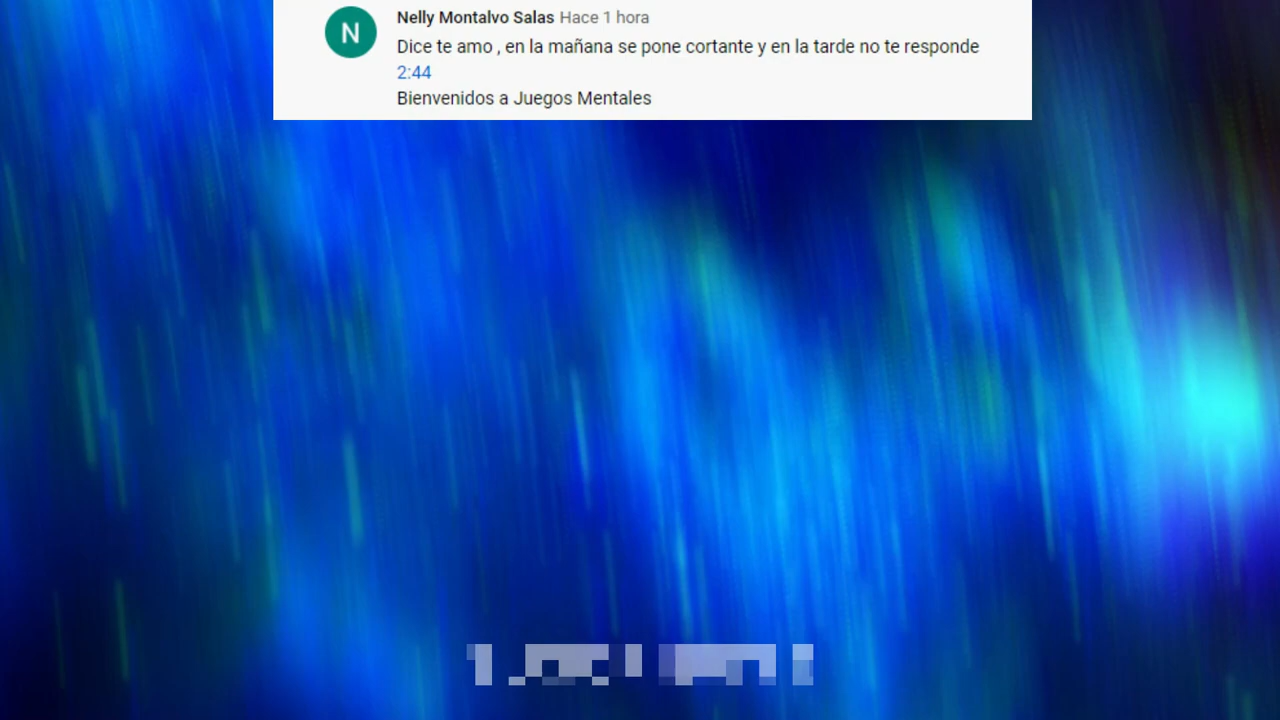 N
Nelly Montalvo Salas Hace 1 hora
Dice te amo , en la mañana se pone cortante y en la tarde no te responde
2:44
Bienvenidos a Juegos Mentales